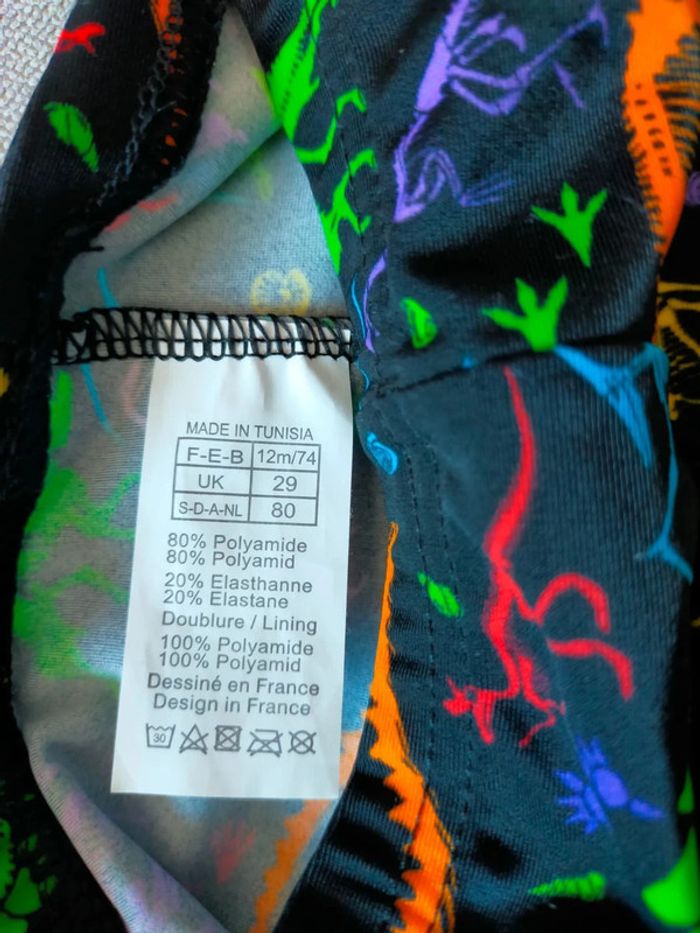 MADE IN TUNISIA
F-E-B 12m/74
UK 29
S-D-A-NL 80
80% Polyamide
80% Polyamid
20% Elasthanne
20% Elastane
Doublure / Lining
100% Polyamide
100% Polyamid
Dessiné en France
Design in France
30